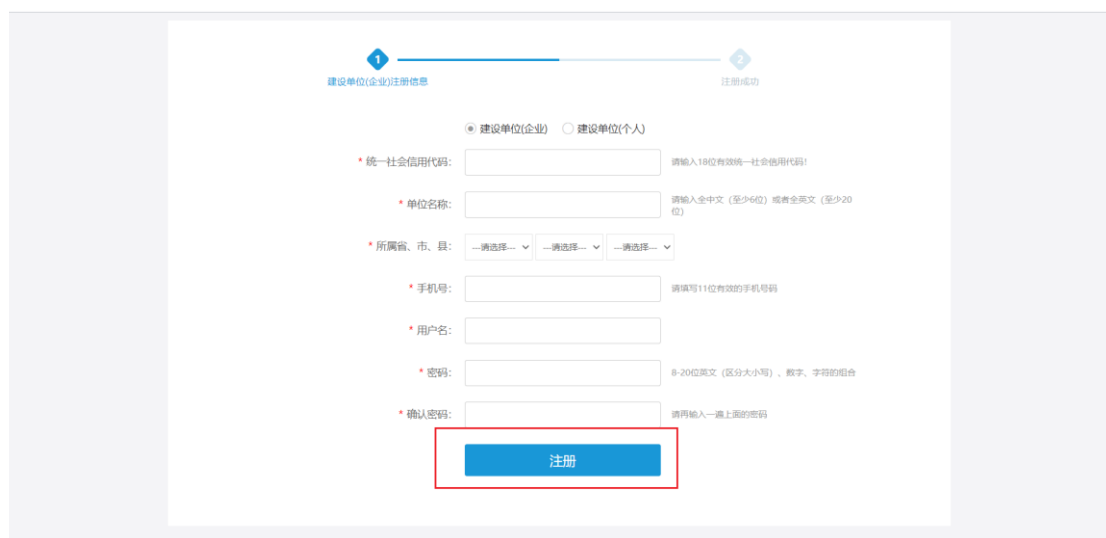 1
2
建设单位(企业)注册信息
注册成功
建设单位(企业) 建设单位(个人)
* 统一社会信用代码: 请输入18位有效统一社会信用代码!
* 单位名称: 请输入全中文（至少6位）或者全英文（至少20
位）
* 所属省、市、县: ---请选择--- ---请选择--- ---请选择---
* 手机号: 请填写11位有效的手机号码
* 用户名:
* 密码: 8-20位英文（区分大小写）、数字、字符的组合
* 确认密码: 请再输入一遍上面的密码
注册